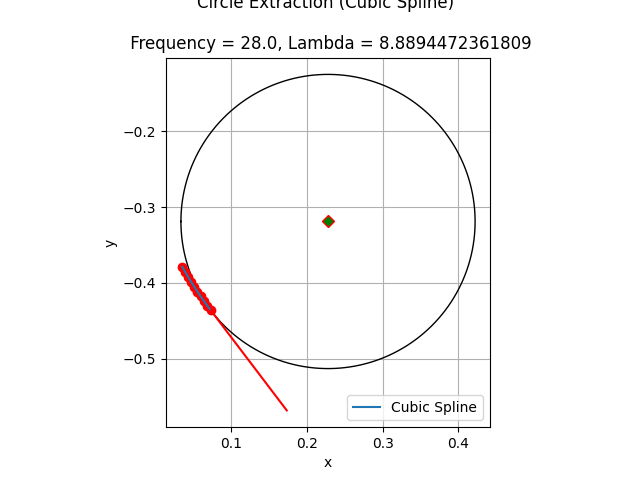 Circle Extraction (Cubic Spline)
Frequency = 28.0, Lambda = 8.8894472361809
−0.2
−0.3
−0.4
−0.5
y
0.1 0.2 0.3 0.4
x
Cubic Spline